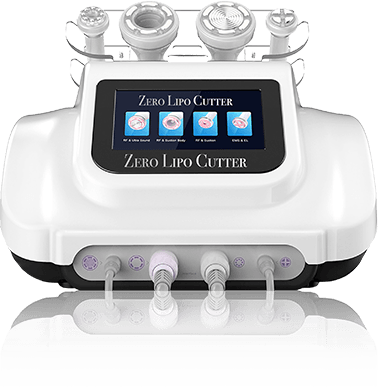 ZERO LIPO CUTTER
RF & Ultra Sound RF & Suction Body RF & Suction EMS & EL
ZERO LIPO CUTTER